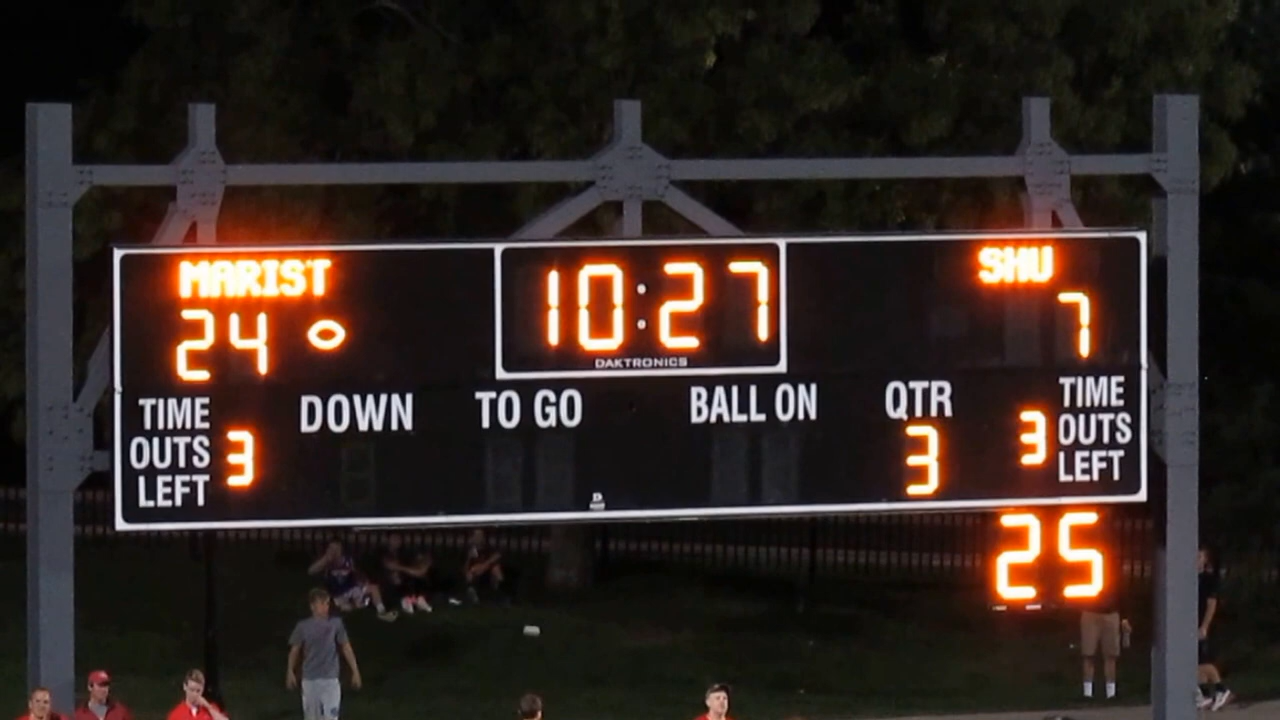 MARIST
24
10:27
DAKTRONICS
SHU
7
TIME OUTS LEFT 3
DOWN
TO GO
BALL ON
QTR
3
3 TIME OUTS LEFT
25